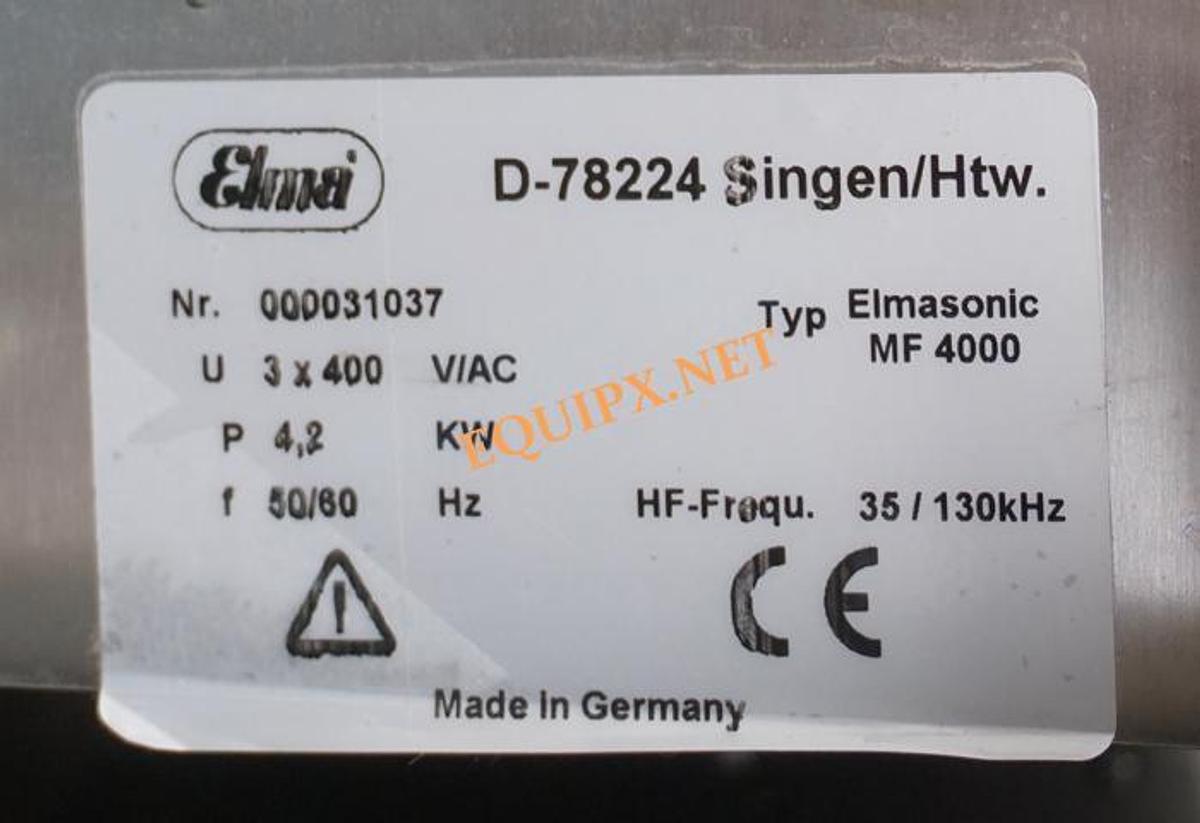 Elma
D-78224 Singen/Htw.
Nr. 000031037
Typ Elmasonic
MF 4000
U 3 x 400 V/AC
EQUIPX.NET
P 4,2 KW
f 50/60 Hz
HF-Frequ. 35 / 130kHz
CE
Made in Germany